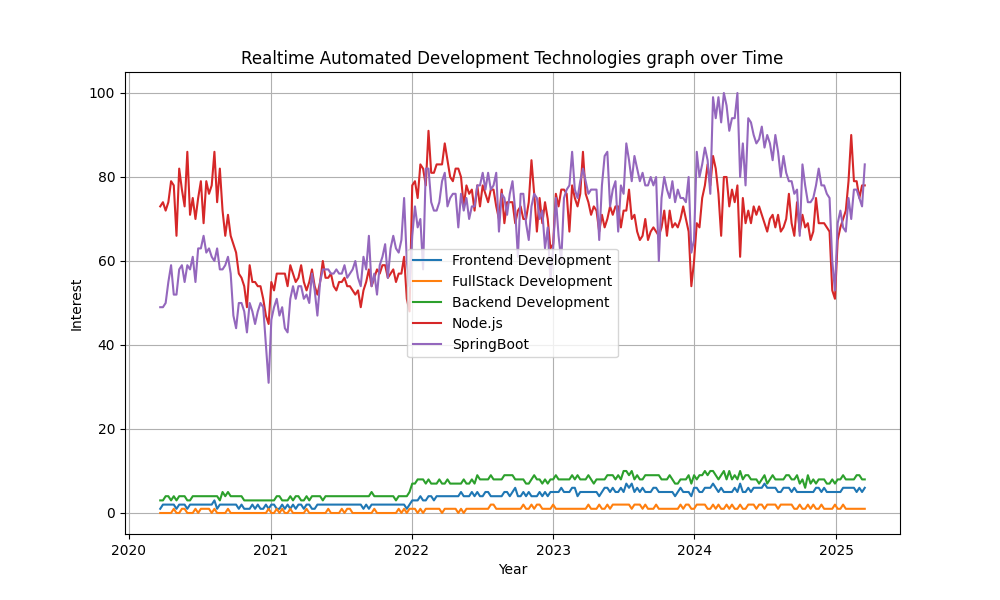 Realtime Automated Development Technologies graph over Time
100
80
60
40
20
0
Interest
Frontend Development
FullStack Development
Backend Development
Node.js
SpringBoot
2020
2021
2022
2023
2024
2025
Year